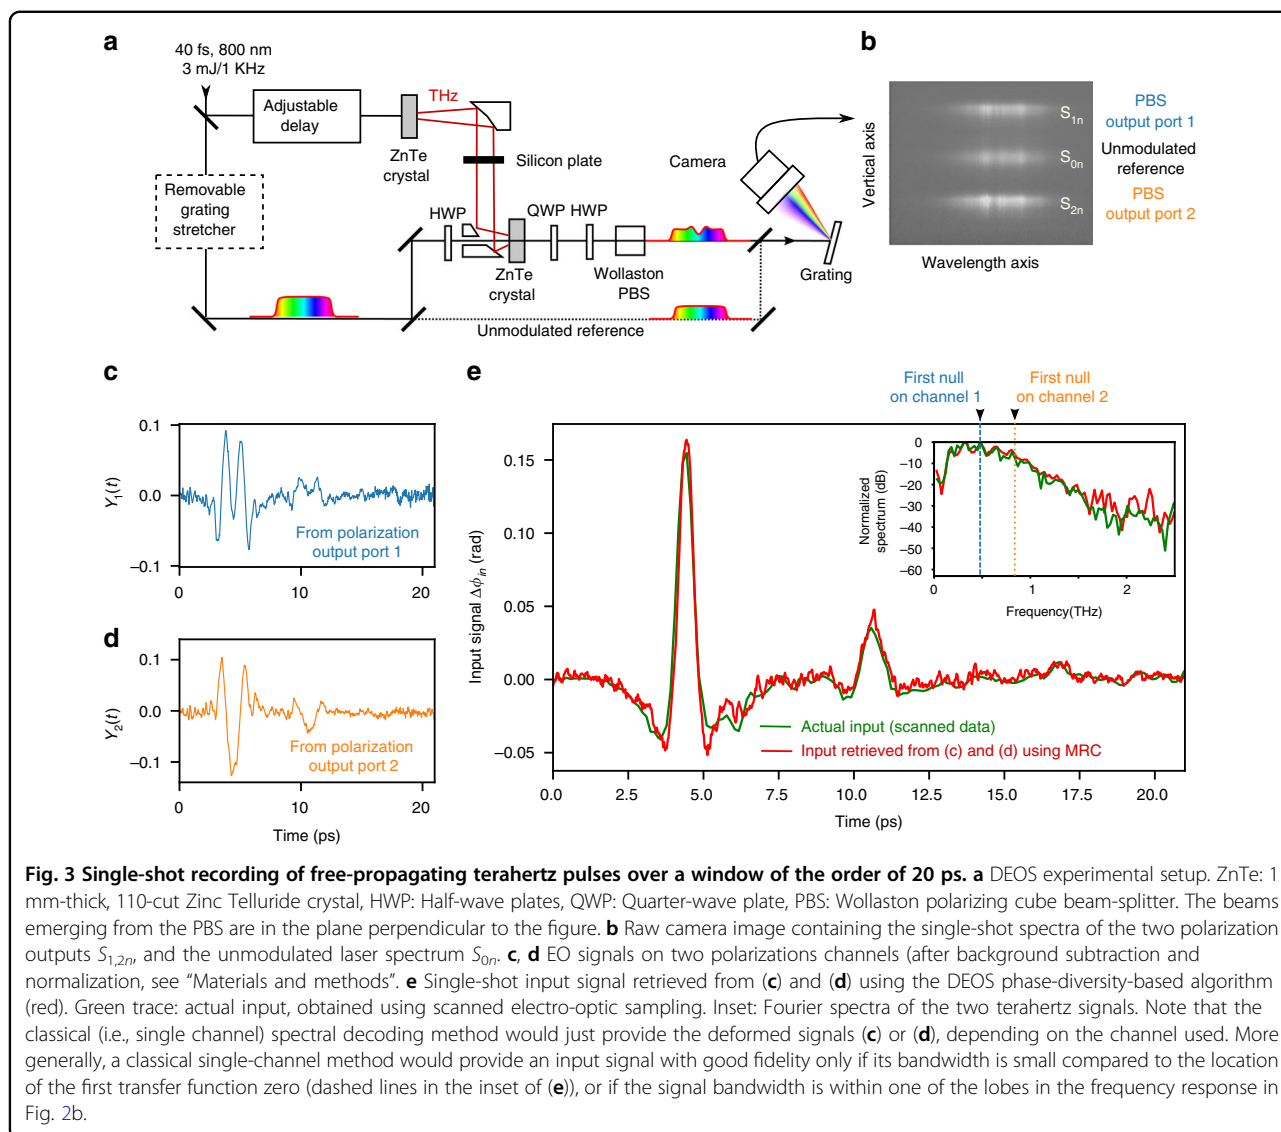 a
40 fs, 800 nm
3 mJ/1 KHz
Adjustable
delay
THz
ZnTe
crystal
Silicon plate
Camera
Removable
grating
stretcher
HWP
QWP
HWP
ZnTe
crystal
Wollaston
PBS
Grating
Unmodulated reference
b
Vertical axis
S1n
S0n
S2n
PBS
output port 1
Unmodulated
reference
PBS
output port 2
Wavelength axis
c
0.1
0.0
−0.1
Y1(t)
From polarization
output port 1
0
10
20
d
0.1
0.0
−0.1
Y2(t)
From polarization
output port 2
0
10
20
Time (ps)
e
First null
on channel 1
First null
on channel 2
0.15
0.10
0.05
0.00
−0.05
Input signal Δϕin (rad)
0
−10
−20
−30
−40
−50
−60
Normalized
spectrum (dB)
0
1
2
Frequency(THz)
Actual input (scanned data)
Input retrieved from (c) and (d) using MRC
0.0
2.5
5.0
7.5
10.0
12.5
15.0
17.5
20.0
Time (ps)
Fig. 3 Single-shot recording of free-propagating terahertz pulses over a window of the order of 20 ps. a DEOS experimental setup. ZnTe: 1
mm-thick, 110-cut Zinc Telluride crystal, HWP: Half-wave plates, QWP: Quarter-wave plate, PBS: Wollaston polarizing cube beam-splitter. The beams
emerging from the PBS are in the plane perpendicular to the figure. b Raw camera image containing the single-shot spectra of the two polarization
outputs S1,2n, and the unmodulated laser spectrum S0n. c, d EO signals on two polarizations channels (after background subtraction and
normalization, see “Materials and methods”. e Single-shot input signal retrieved from (c) and (d) using the DEOS phase-diversity-based algorithm
(red). Green trace: actual input, obtained using scanned electro-optic sampling. Inset: Fourier spectra of the two terahertz signals. Note that the
classical (i.e., single channel) spectral decoding method would just provide the deformed signals (c) or (d), depending on the channel used. More
generally, a classical single-channel method would provide an input signal with good fidelity only if its bandwidth is small compared to the location
of the first transfer function zero (dashed lines in the inset of (e)), or if the signal bandwidth is within one of the lobes in the frequency response in
Fig. 2b.